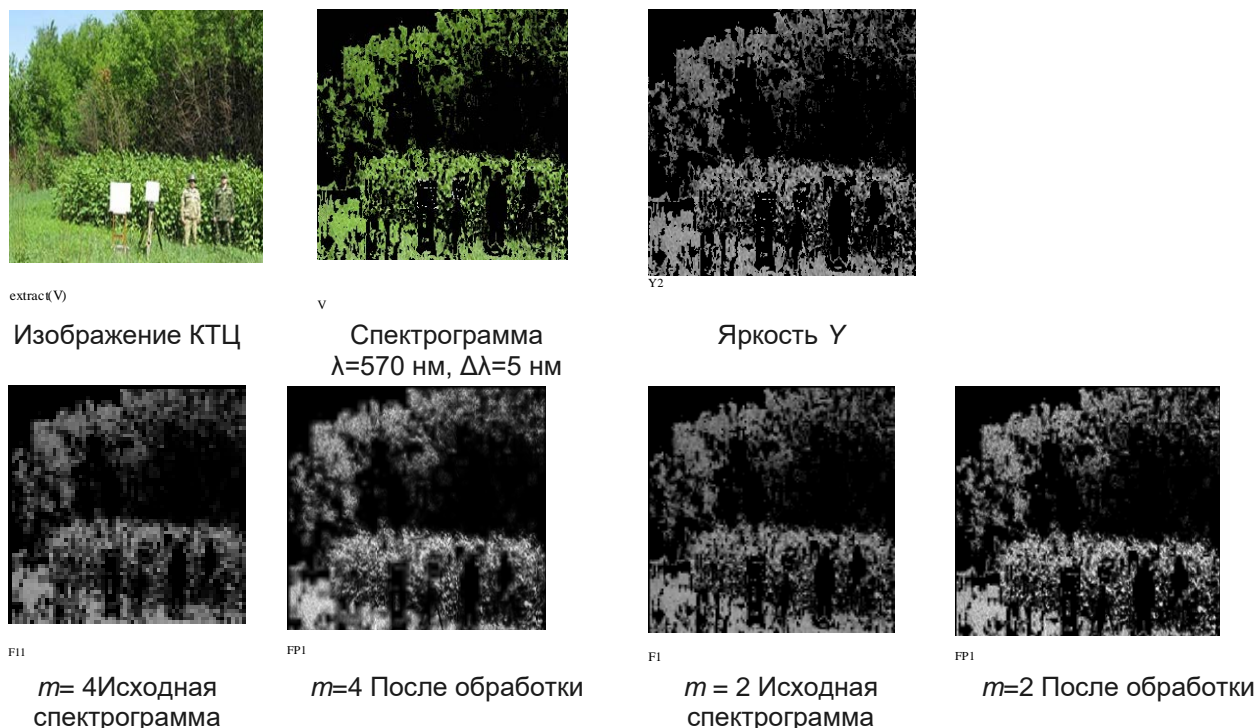 extract(V)
V
Y2
Изображение КТЦ
Спектрограмма
λ=570 нм, Δλ=5 нм
Яркость Y
F11
FP1
F1
FP1
m= 4Исходная
спектрограмма
m=4 После обработки
m = 2 Исходная
спектрограмма
m=2 После обработки